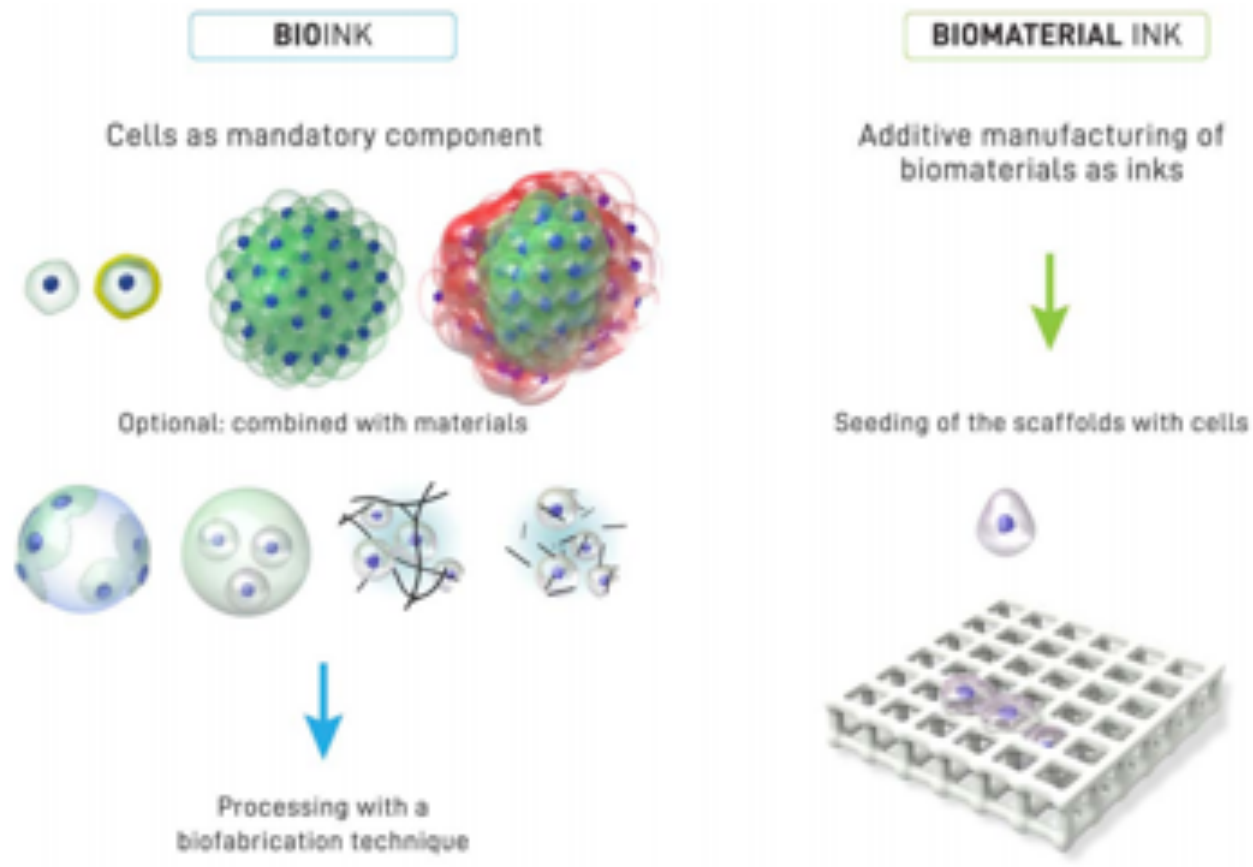 BIOINK
Cells as mandatory component
Optional: combined with materials
Processing with a
biofabrication technique
BIOMATERIAL INK
Additive manufacturing of
biomaterials as inks
Seeding of the scaffolds with cells